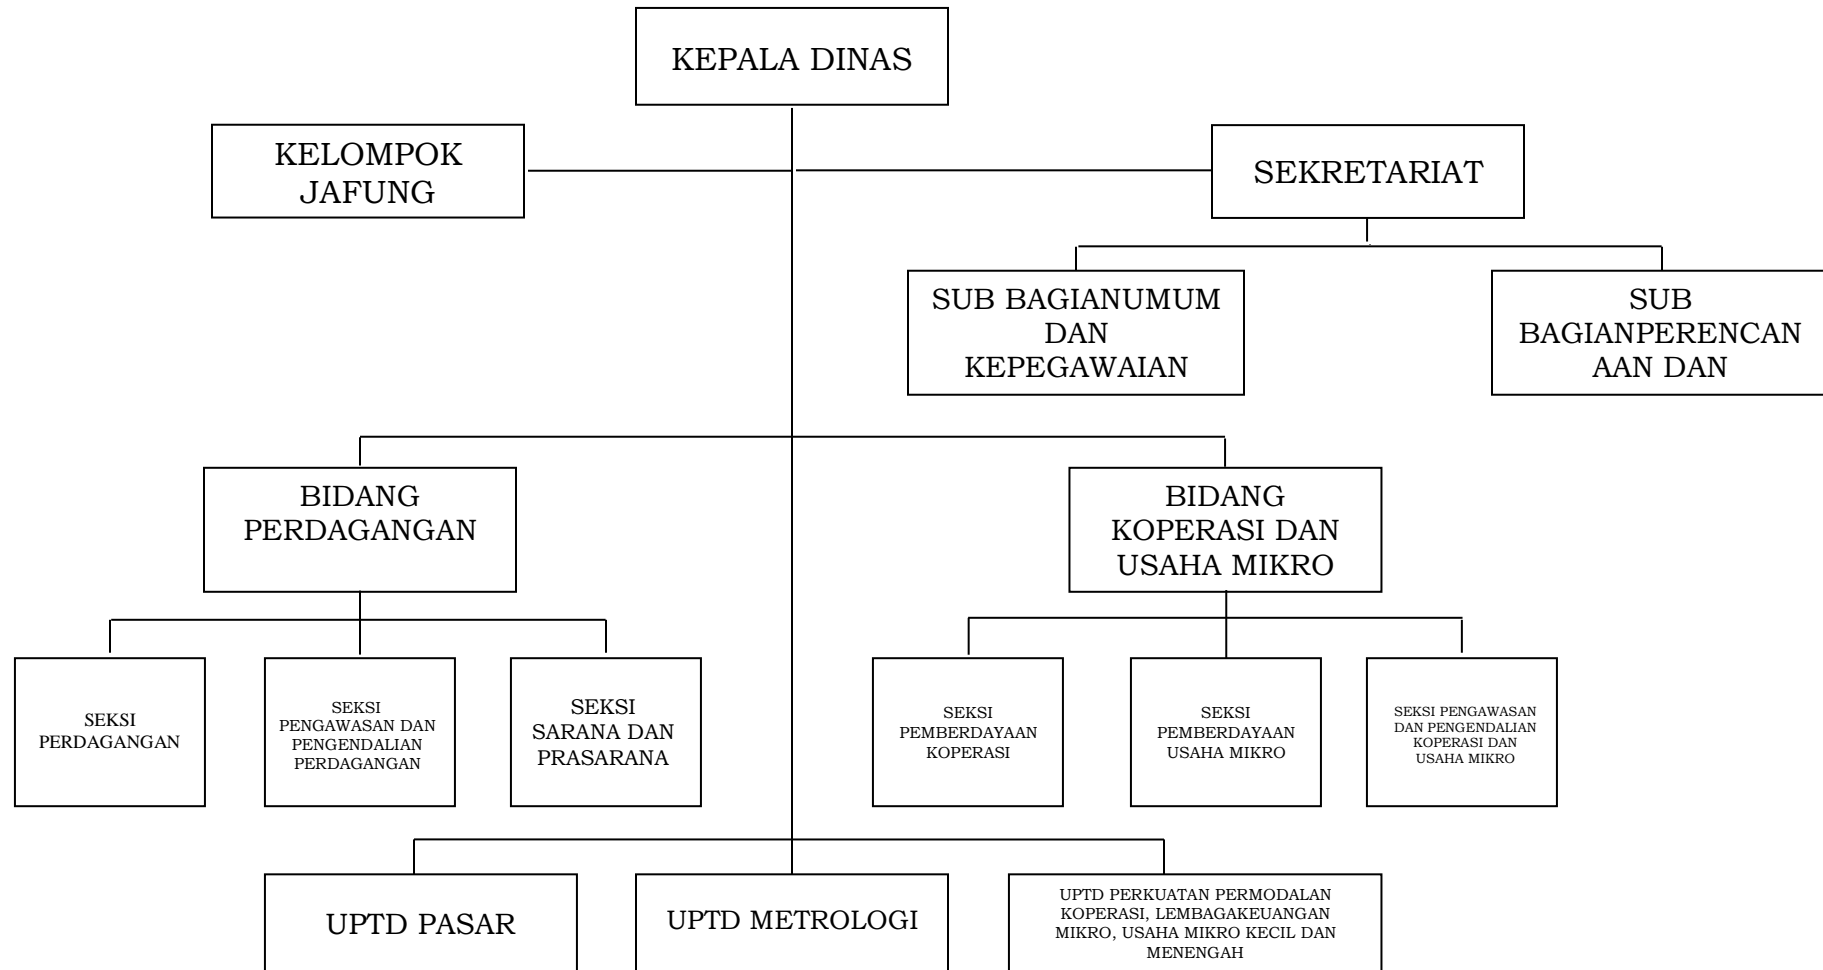 KEPALA DINAS
KELOMPOK
JAFUNG
SEKRETARIAT
SUB BAGIANUMUM
DAN
KEPEGAWAIAN
SUB
BAGIANPERENCAN
AAN DAN
BIDANG
PERDAGANGAN
BIDANG
KOPERASI DAN
USAHA MIKRO
SEKSI
PERDAGANGAN
SEKSI
PENGAWASAN DAN
PENGENDALIAN
PERDAGANGAN
SEKSI
SARANA DAN
PRASARANA
SEKSI
PEMBERDAYAAN
KOPERASI
SEKSI
PEMBERDAYAAN
USAHA MIKRO
SEKSI PENGAWASAN
DAN PENGENDALIAN
KOPERASI DAN
USAHA MIKRO
UPTD PASAR
UPTD METROLOGI
UPTD PERKUATAN PERMODALAN
KOPERASI, LEMBAGAKEUANGAN
MIKRO, USAHA MIKRO KECIL DAN
MENENGAH